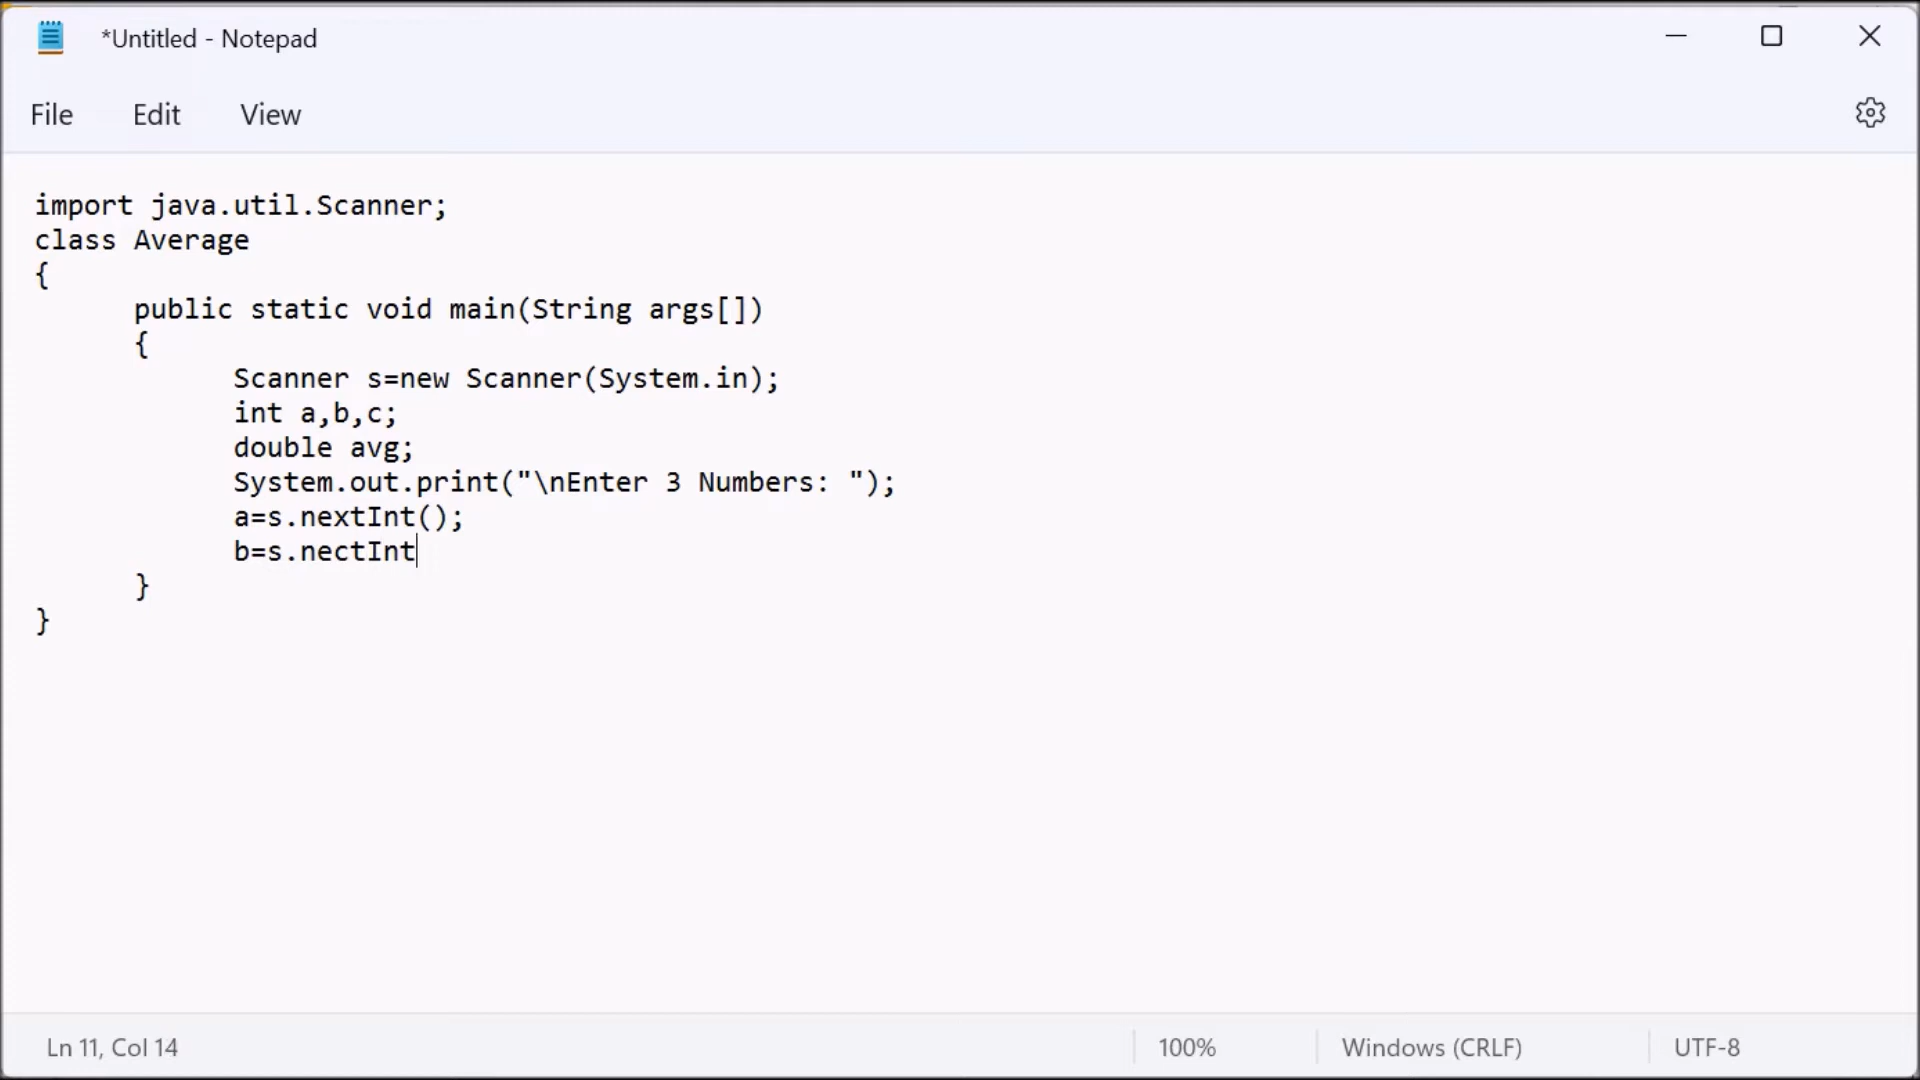 *Untitled - Notepad
File Edit View
import java.util.Scanner;
class Average
{
public static void main(String args[])
{
Scanner s=new Scanner(System.in);
int a,b,c;
double avg;
System.out.print("\nEnter 3 Numbers: ");
a=s.nextInt();
b=s.nectInt
}
}
Ln 11, Col 14 100% Windows (CRLF) UTF-8